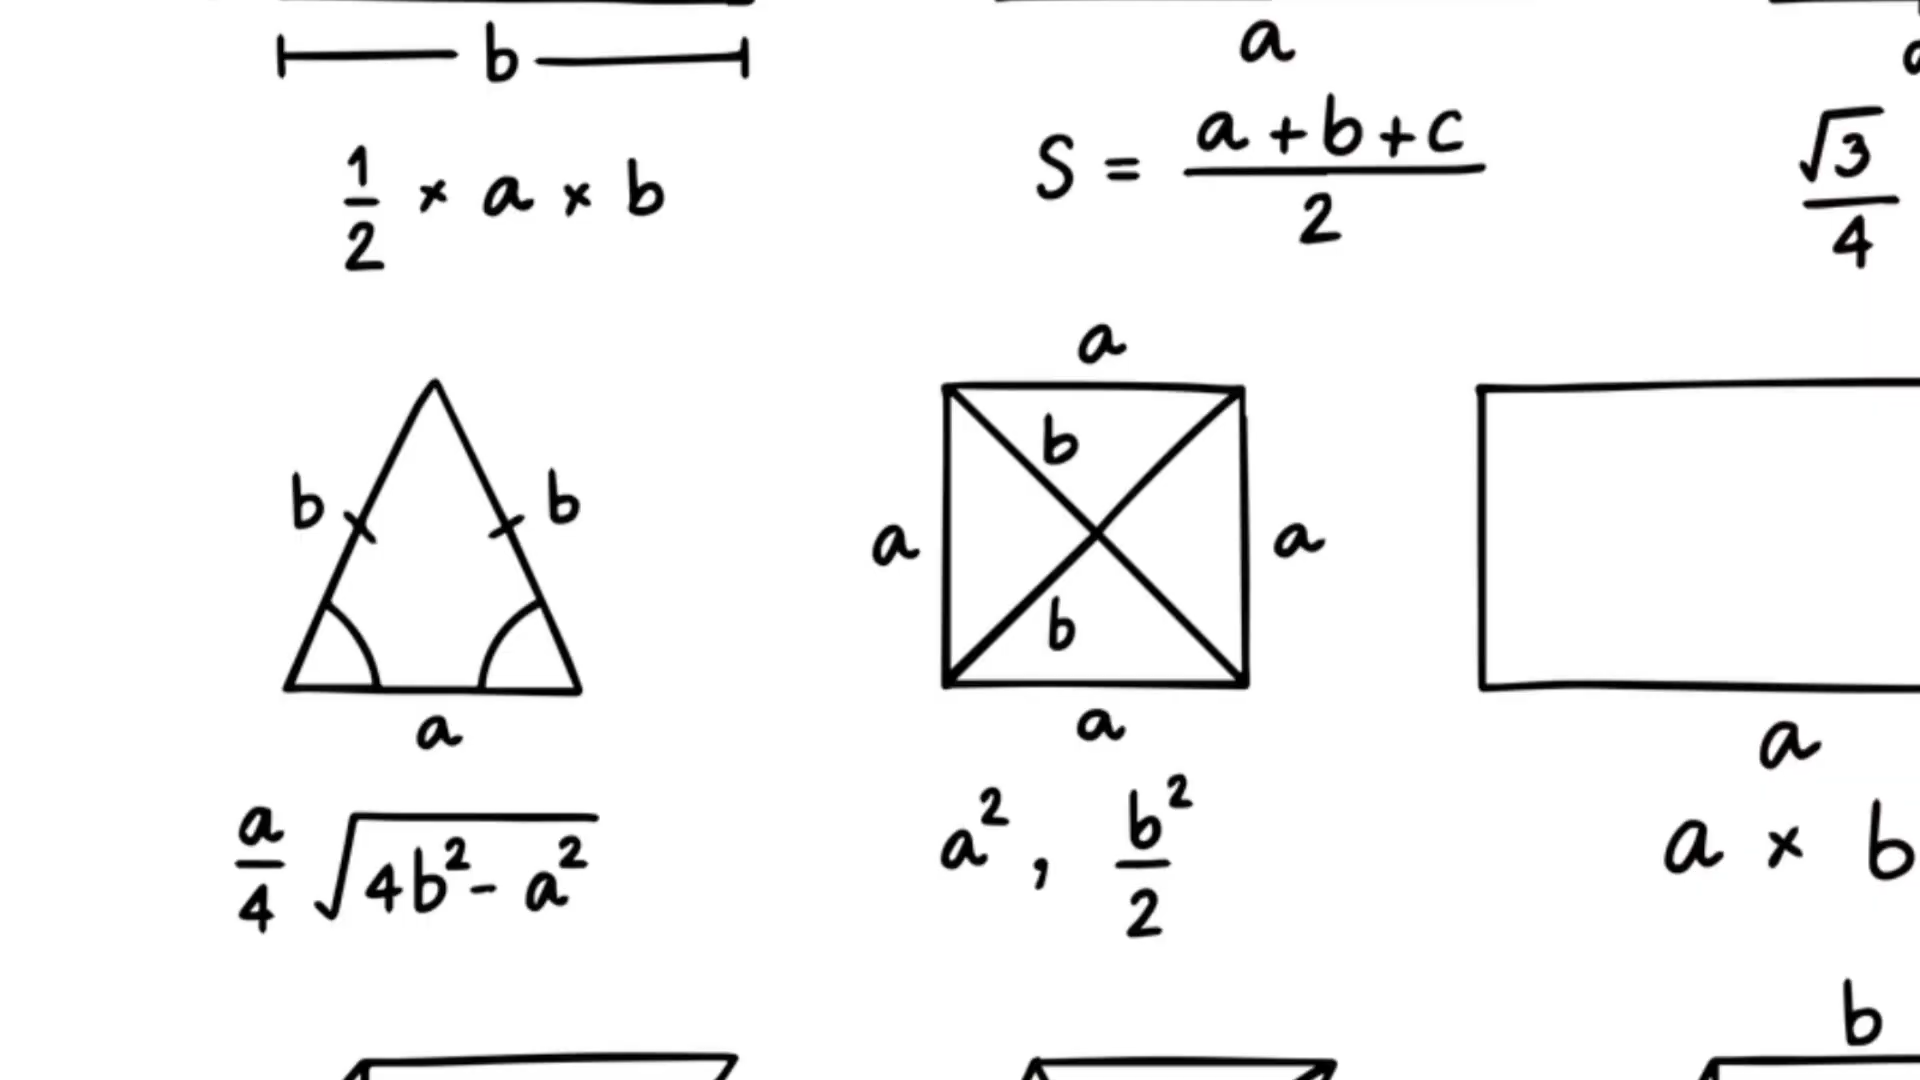 b
a
1/2 × a × b
S = (a + b + c)/2
√3/4
b b
a
a
b
a a
b
a
a
a/4 √(4b² - a²)
a², b²/2
a × b
b